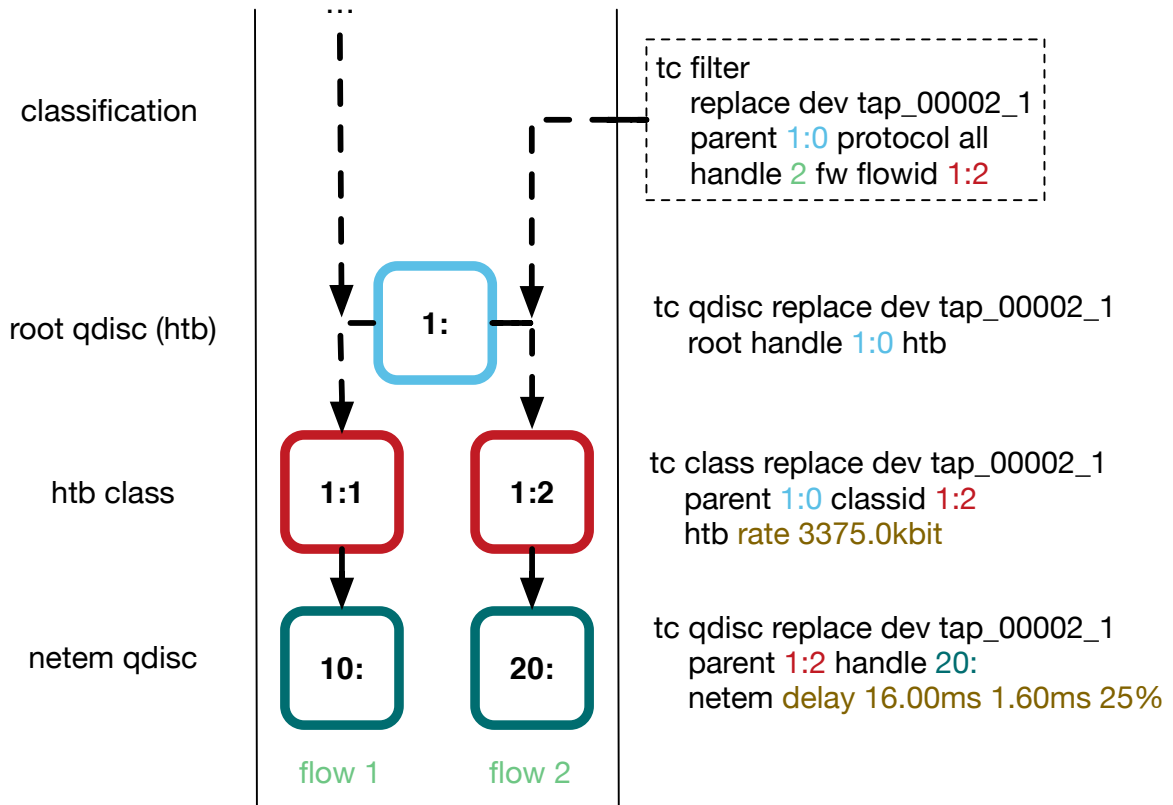 ...
classification
tc filter
replace dev tap_00002_1
parent 1:0 protocol all
handle 2 fw flowid 1:2
root qdisc (htb)
1:
tc qdisc replace dev tap_00002_1
root handle 1:0 htb
htb class
1:1
1:2
tc class replace dev tap_00002_1
parent 1:0 classid 1:2
htb rate 3375.0kbit
netem qdisc
10:
20:
tc qdisc replace dev tap_00002_1
parent 1:2 handle 20:
netem delay 16.00ms 1.60ms 25%
flow 1
flow 2